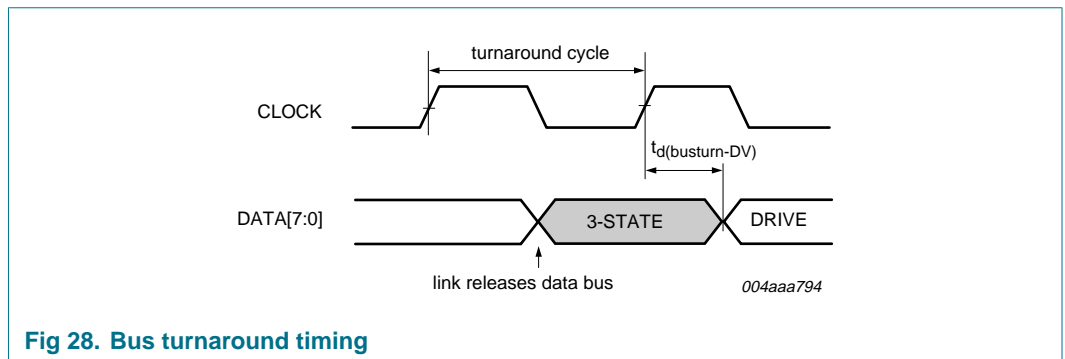 turnaround cycle
CLOCK
td(busturn-DV)
DATA[7:0]
3-STATE
DRIVE
link releases data bus
004aaa794
Fig 28. Bus turnaround timing